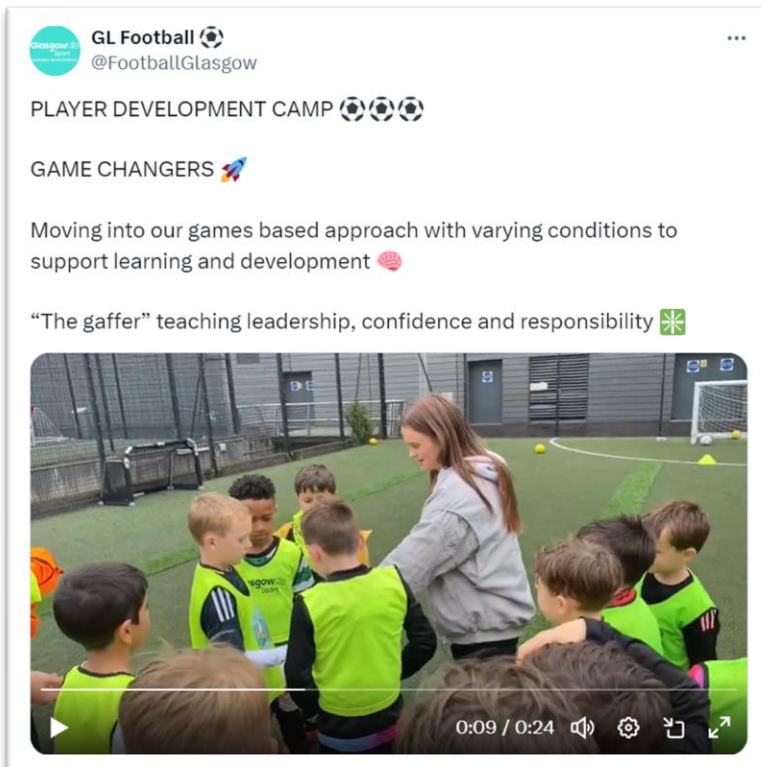 GL Football ⚽
@FootballGlasgow
PLAYER DEVELOPMENT CAMP ⚽⚽⚽
GAME CHANGERS 🚀
Moving into our games based approach with varying conditions to
support learning and development 🧠
“The gaffer” teaching leadership, confidence and responsibility ✳️
0:09 / 0:24